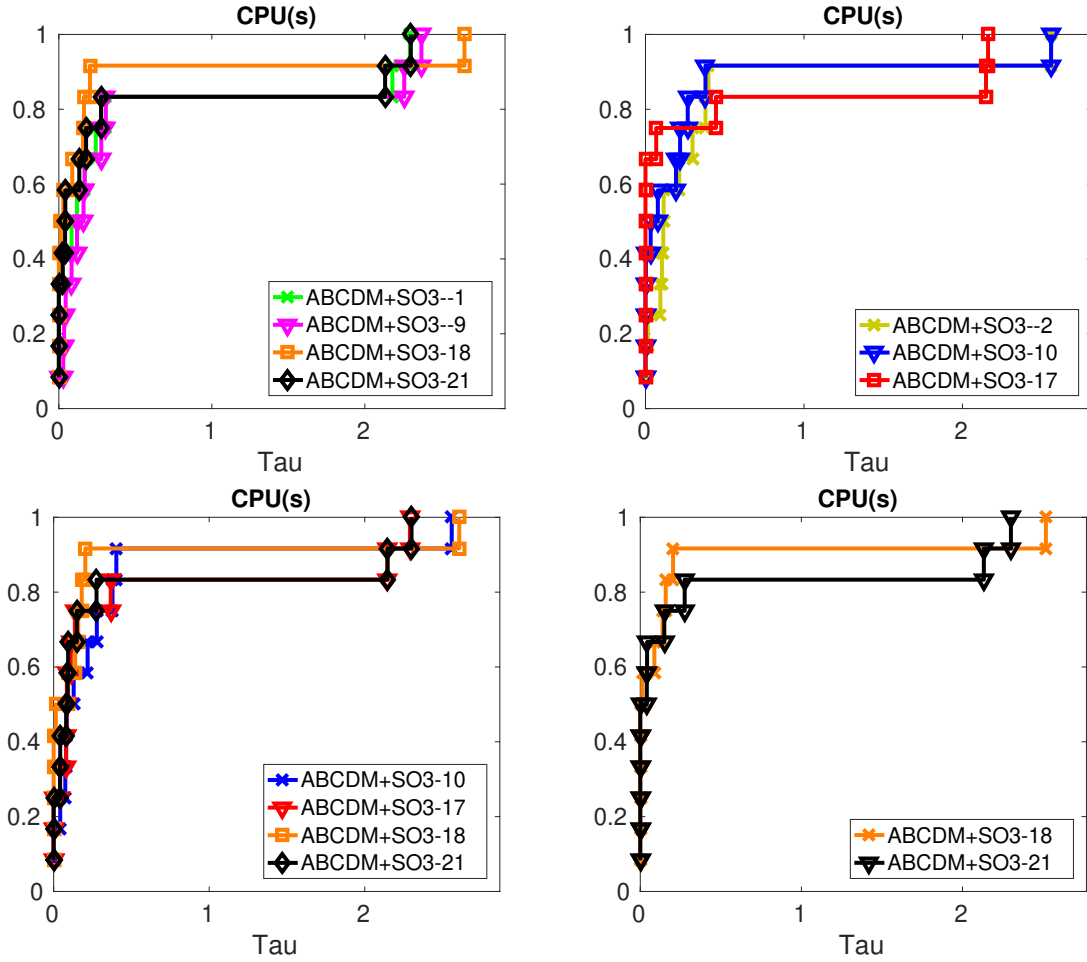 CPU(s)
1
0.8
0.6
0.4
0.2
0
ABCDM+SO3--1
ABCDM+SO3--9
ABCDM+SO3-18
ABCDM+SO3-21
0 1 2
Tau
CPU(s)
1
0.8
0.6
0.4
0.2
0
ABCDM+SO3--2
ABCDM+SO3-10
ABCDM+SO3-17
0 1 2
Tau
CPU(s)
1
0.8
0.6
0.4
0.2
0
ABCDM+SO3-10
ABCDM+SO3-17
ABCDM+SO3-18
ABCDM+SO3-21
0 1 2
Tau
CPU(s)
1
0.8
0.6
0.4
0.2
0
ABCDM+SO3-18
ABCDM+SO3-21
0 1 2
Tau